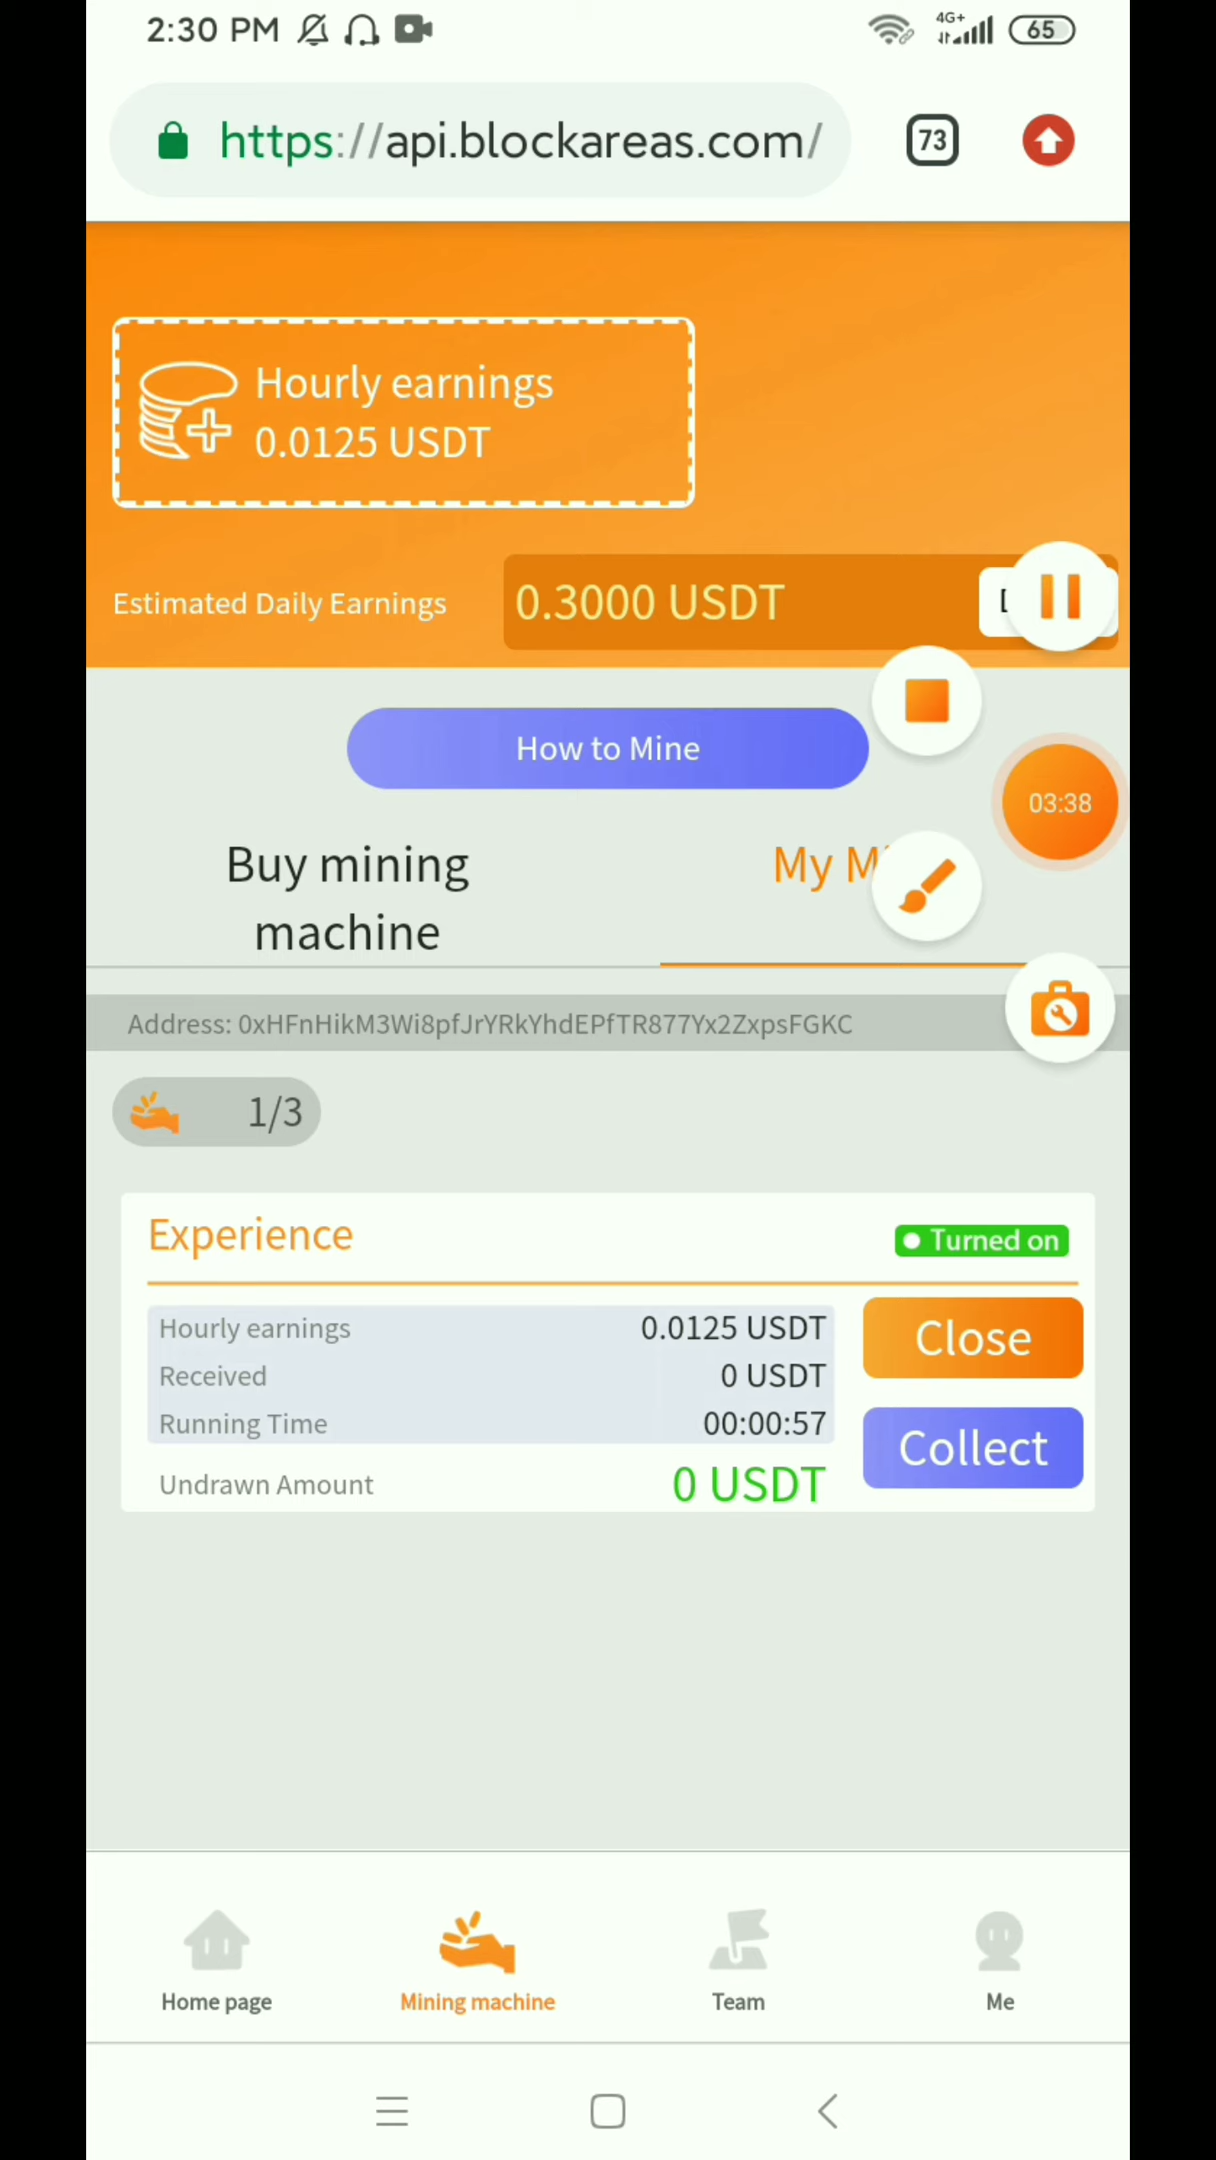 2:30 PM 4G+ 65
https://api.blockareas.com/ 73
Hourly earnings
0.0125 USDT
Estimated Daily Earnings 0.3000 USDT
How to Mine
03:38
Buy mining
machine
My
Address: 0xHFnHikM3Wi8pfJrYRkYhdEPfTR877Yx2ZxpsFGKC
1/3
Experience Turned on
Hourly earnings 0.0125 USDT
Close
Received 0 USDT
Running Time 00:00:57
Collect
Undrawn Amount 0 USDT
Home page Mining machine Team Me